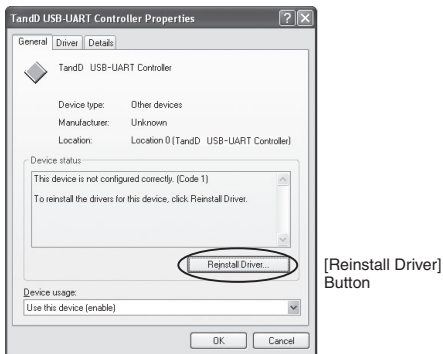 TandD USB-UART Controller Properties
General Driver Details
TandD USB-UART Controller
Device type: Other devices
Manufacturer: Unknown
Location: Location 0 (TandD USB-UART Controller)
Device status
This device is not configured correctly. (Code 1)
To reinstall the drivers for this device, click Reinstall Driver.
Reinstall Driver...
[Reinstall Driver]
Button
Device usage:
Use this device (enable)
OK Cancel